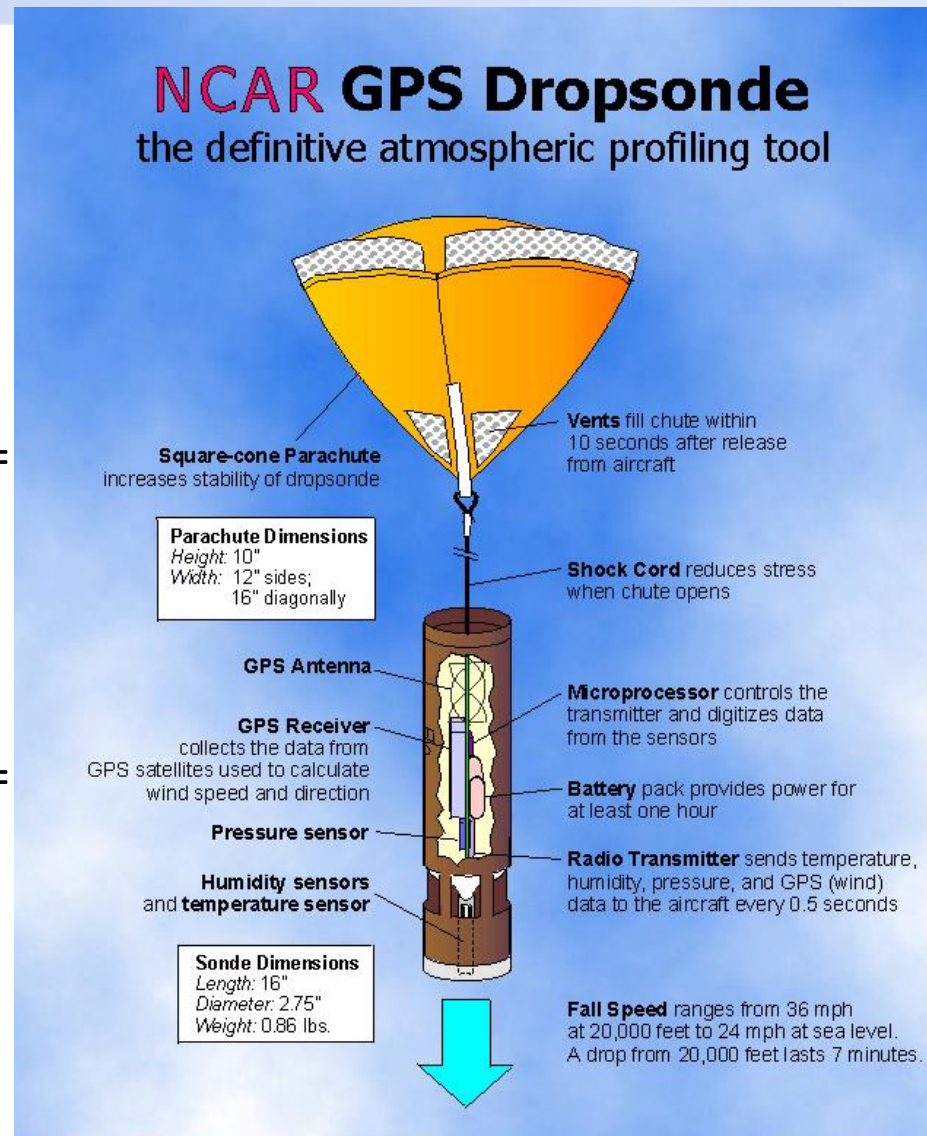 NCAR GPS Dropsonde
the definitive atmospheric profiling tool
Vents fill chute within
10 seconds after release
from aircraft
Square-cone Parachute
increases stability of dropsonde
Parachute Dimensions
Height: 10"
Width: 12" sides;
16" diagonally
Shock Cord reduces stress
when chute opens
GPS Antenna
Microprocessor controls the
transmitter and digitizes data
from the sensors
GPS Receiver
collects the data from
GPS satellites used to calculate
wind speed and direction
Battery pack provides power for
at least one hour
Pressure sensor
Radio Transmitter sends temperature,
humidity, pressure, and GPS (wind)
data to the aircraft every 0.5 seconds
Humidity sensors
and temperature sensor
Sonde Dimensions
Length: 16"
Diameter: 2.75"
Weight: 0.86 lbs.
Fall Speed ranges from 36 mph
at 20,000 feet to 24 mph at sea level.
A drop from 20,000 feet lasts 7 minutes.